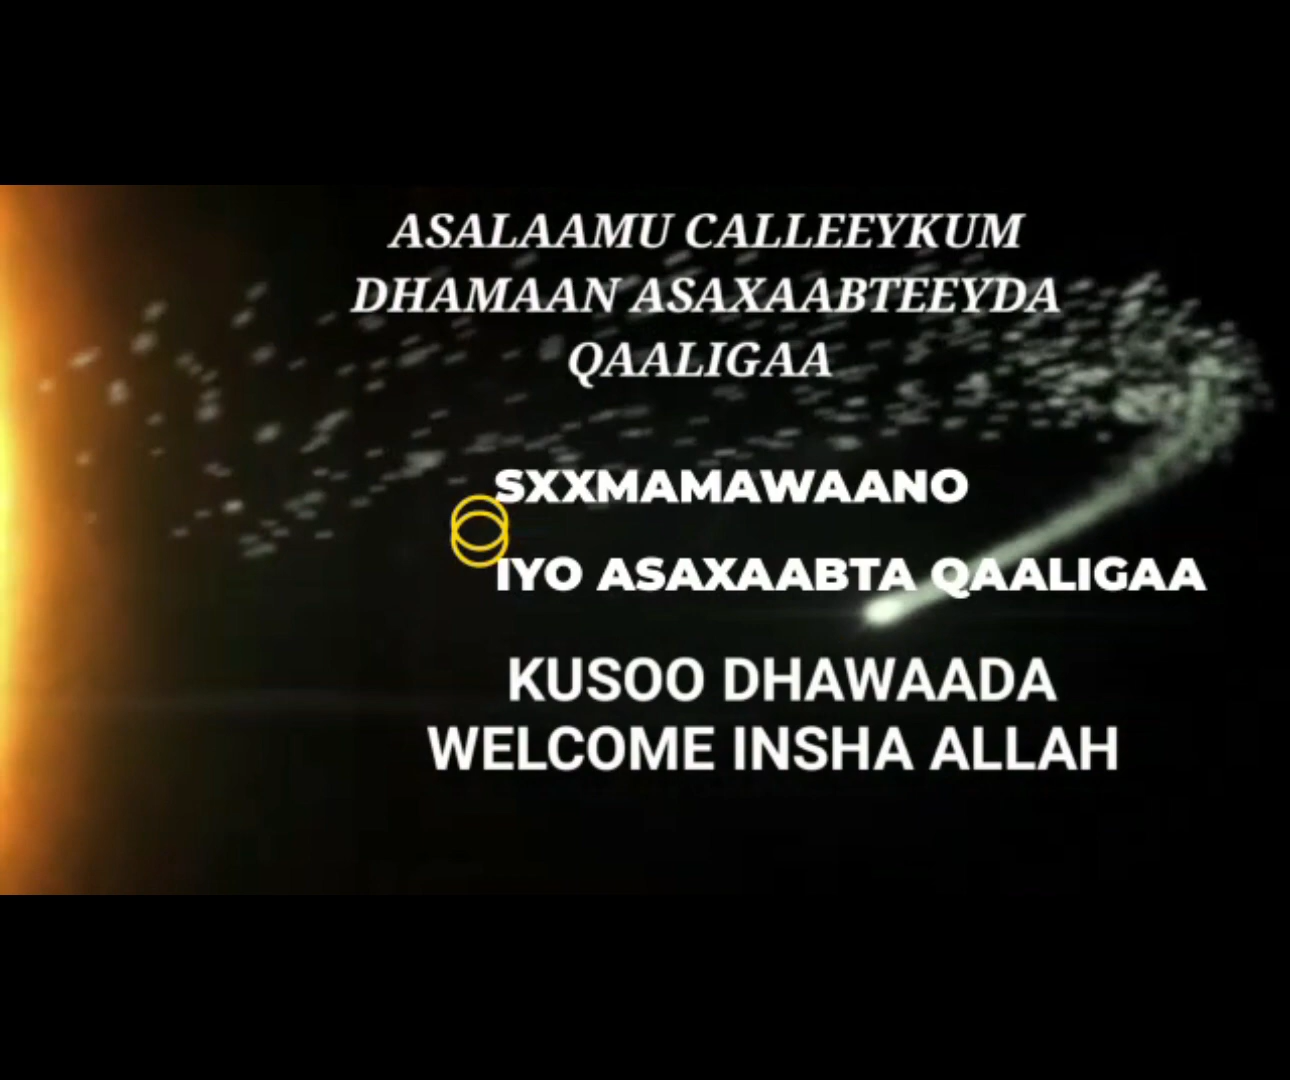 ASALAAMU CALLEEYKUM
DHAMAAN ASAXAABTEEYDA
QAALIGAA
SXXMAMAWAANO
IYO ASAXAABTA QAALIGAA
KUSOO DHAWAADA
WELCOME INSHA ALLAH